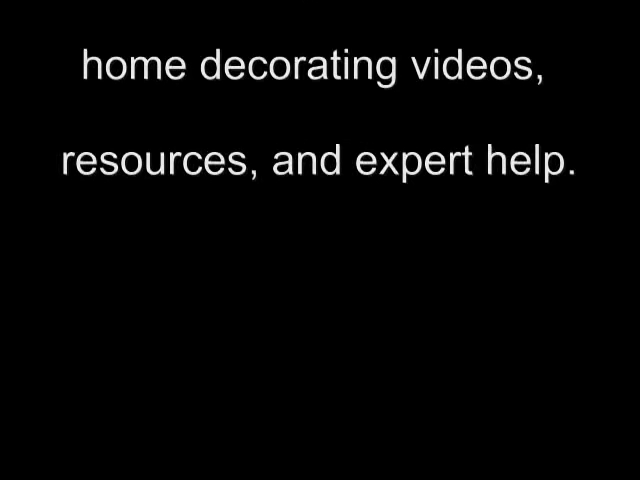 home decorating videos,
resources, and expert help.